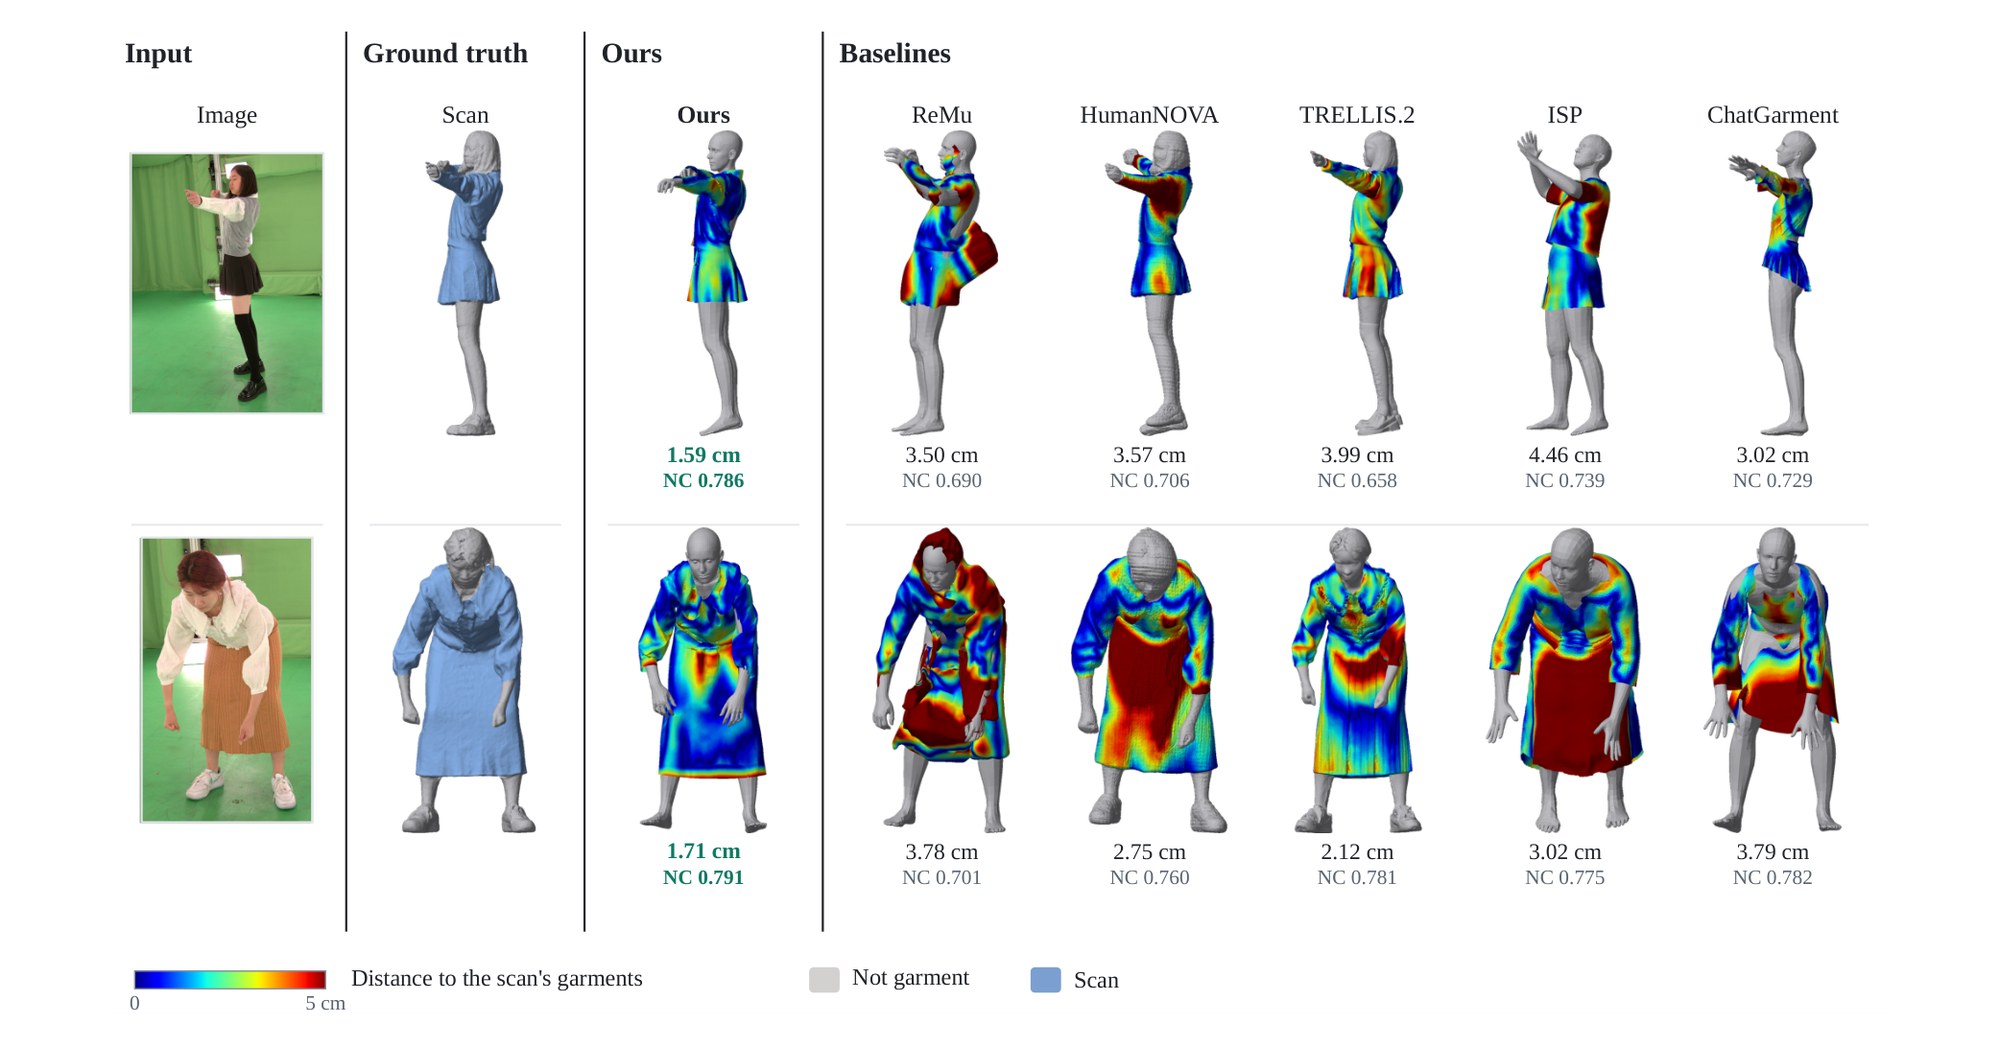 Input
Ground truth
Ours
Baselines
Image
Scan
Ours
ReMu
HumanNOVA
TRELLIS.2
ISP
ChatGarment
1.59 cm
3.50 cm
3.57 cm
3.99 cm
4.46 cm
3.02 cm
NC 0.786
NC 0.690
NC 0.706
NC 0.658
NC 0.739
NC 0.729
1.71 cm
3.78 cm
2.75 cm
2.12 cm
3.02 cm
3.79 cm
NC 0.791
NC 0.701
NC 0.760
NC 0.781
NC 0.775
NC 0.782
Distance to the scan's garments
Not garment
Scan
0
5 cm